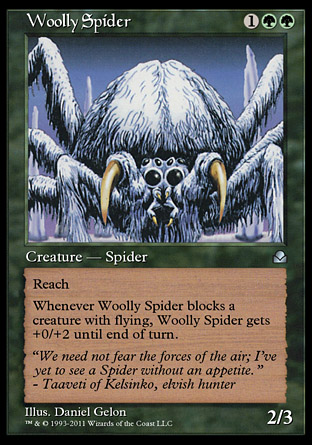 Woolly Spider 1
Creature — Spider
Reach
Whenever Woolly Spider blocks a
creature with flying, Woolly Spider gets
+0/+2 until end of turn.
“We need not fear the forces of the air; I've
yet to see a Spider without an appetite.”
- Taaveti of Kelsinko, elvish hunter
Illus. Daniel Gelon
™ & © 1993-2011 Wizards of the Coast LLC
2/3